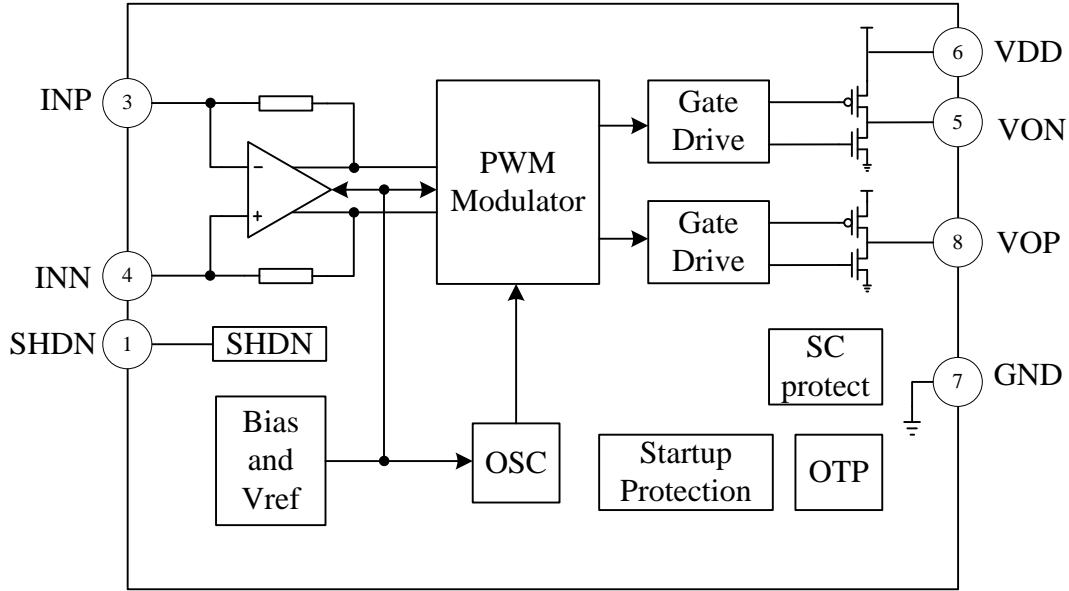 INP
3
INN
4
SHDN
1
SHDN
−
+
PWM
Modulator
Gate
Drive
Gate
Drive
6
VDD
5
VON
8
VOP
7
GND
SC
protect
Bias
and
Vref
OSC
Startup
Protection
OTP